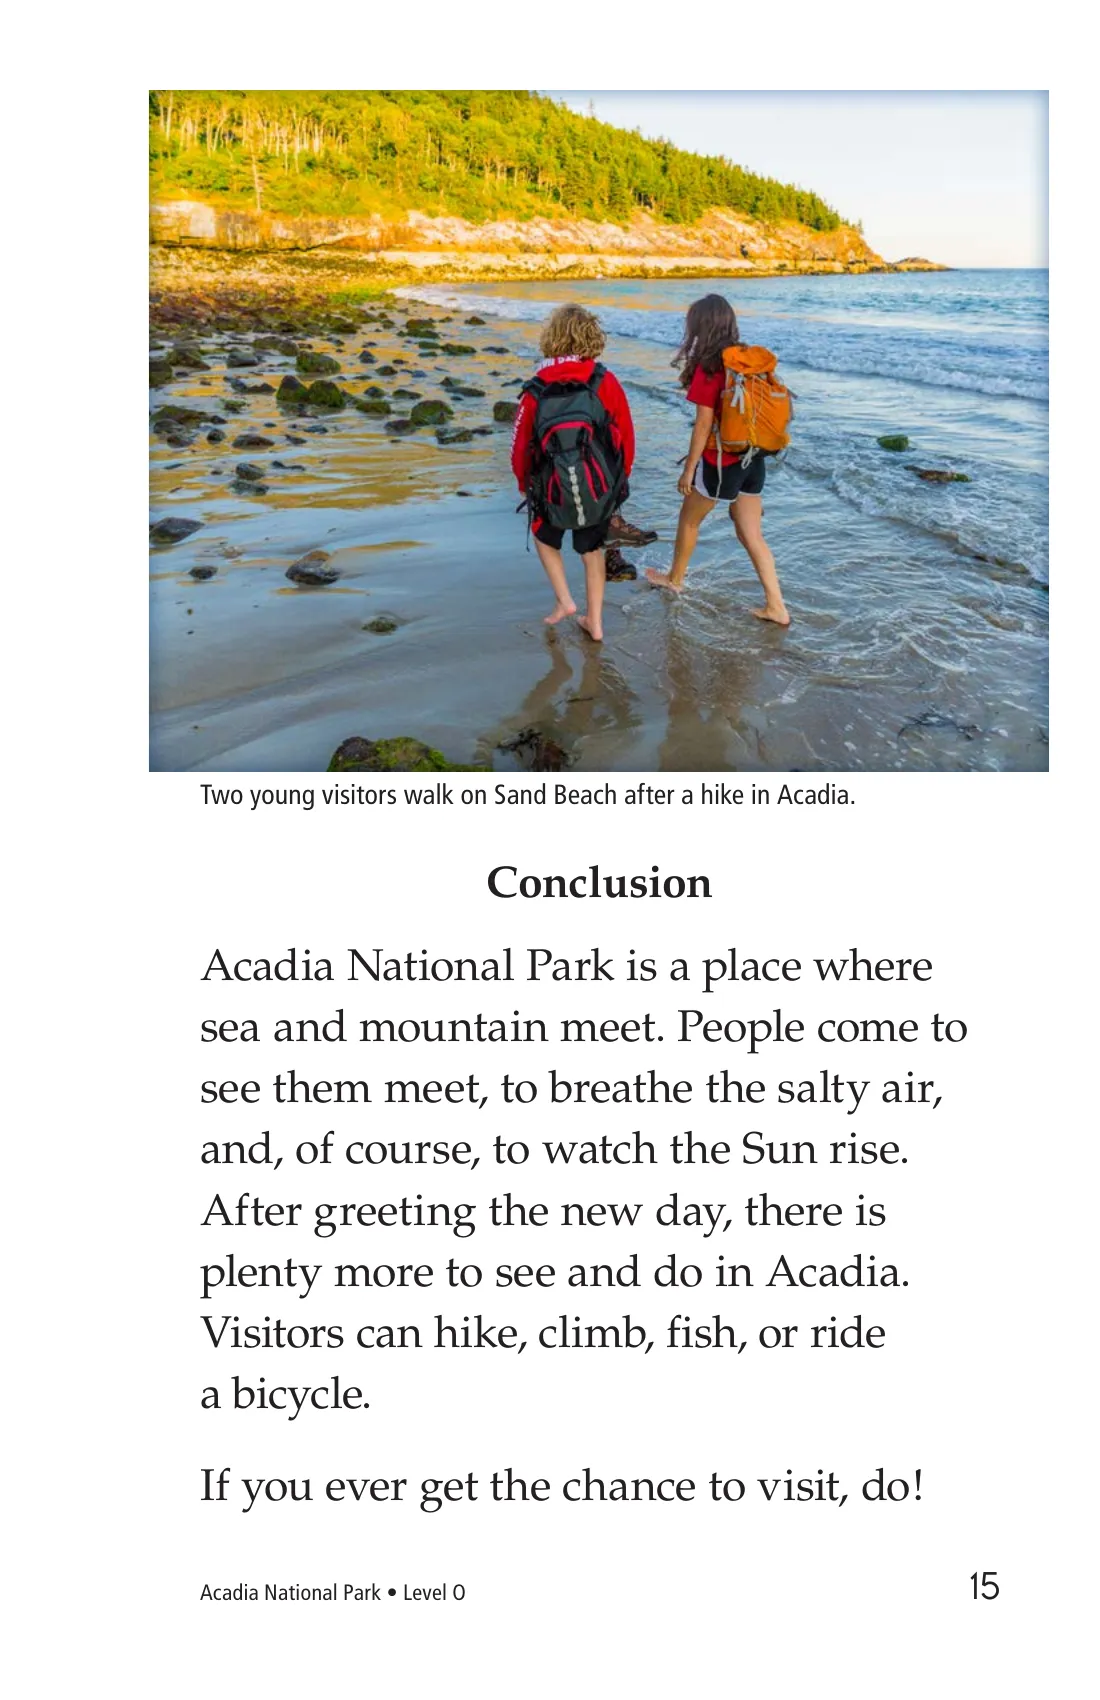 Two young visitors walk on Sand Beach after a hike in Acadia.
Conclusion
Acadia National Park is a place where
sea and mountain meet. People come to
see them meet, to breathe the salty air,
and, of course, to watch the Sun rise.
After greeting the new day, there is
plenty more to see and do in Acadia.
Visitors can hike, climb, fish, or ride
a bicycle.
If you ever get the chance to visit, do!
Acadia National Park • Level O
15